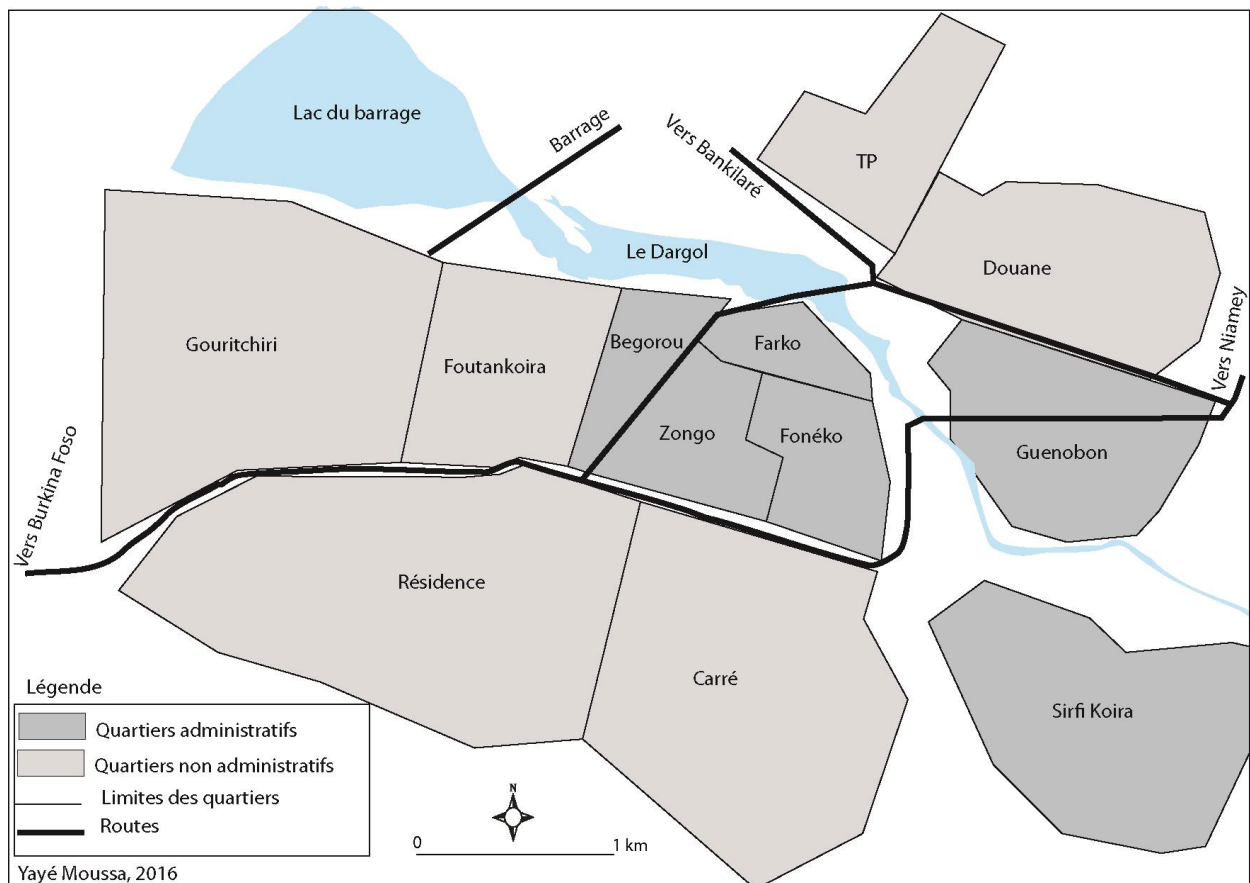 Lac du barrage
Barrage
Vers Bankilaré
TP
Le Dargol
Douane
Gouritchiri
Foutankoira
Begorou
Farko
Vers Niamey
Zongo
Fonéko
Guenobon
Vers Burkina Foso
Résidence
Carré
Sirfi Koira
Légende
Quartiers administratifs
Quartiers non administratifs
Limites des quartiers
Routes
N
0
1 km
Yayé Moussa, 2016